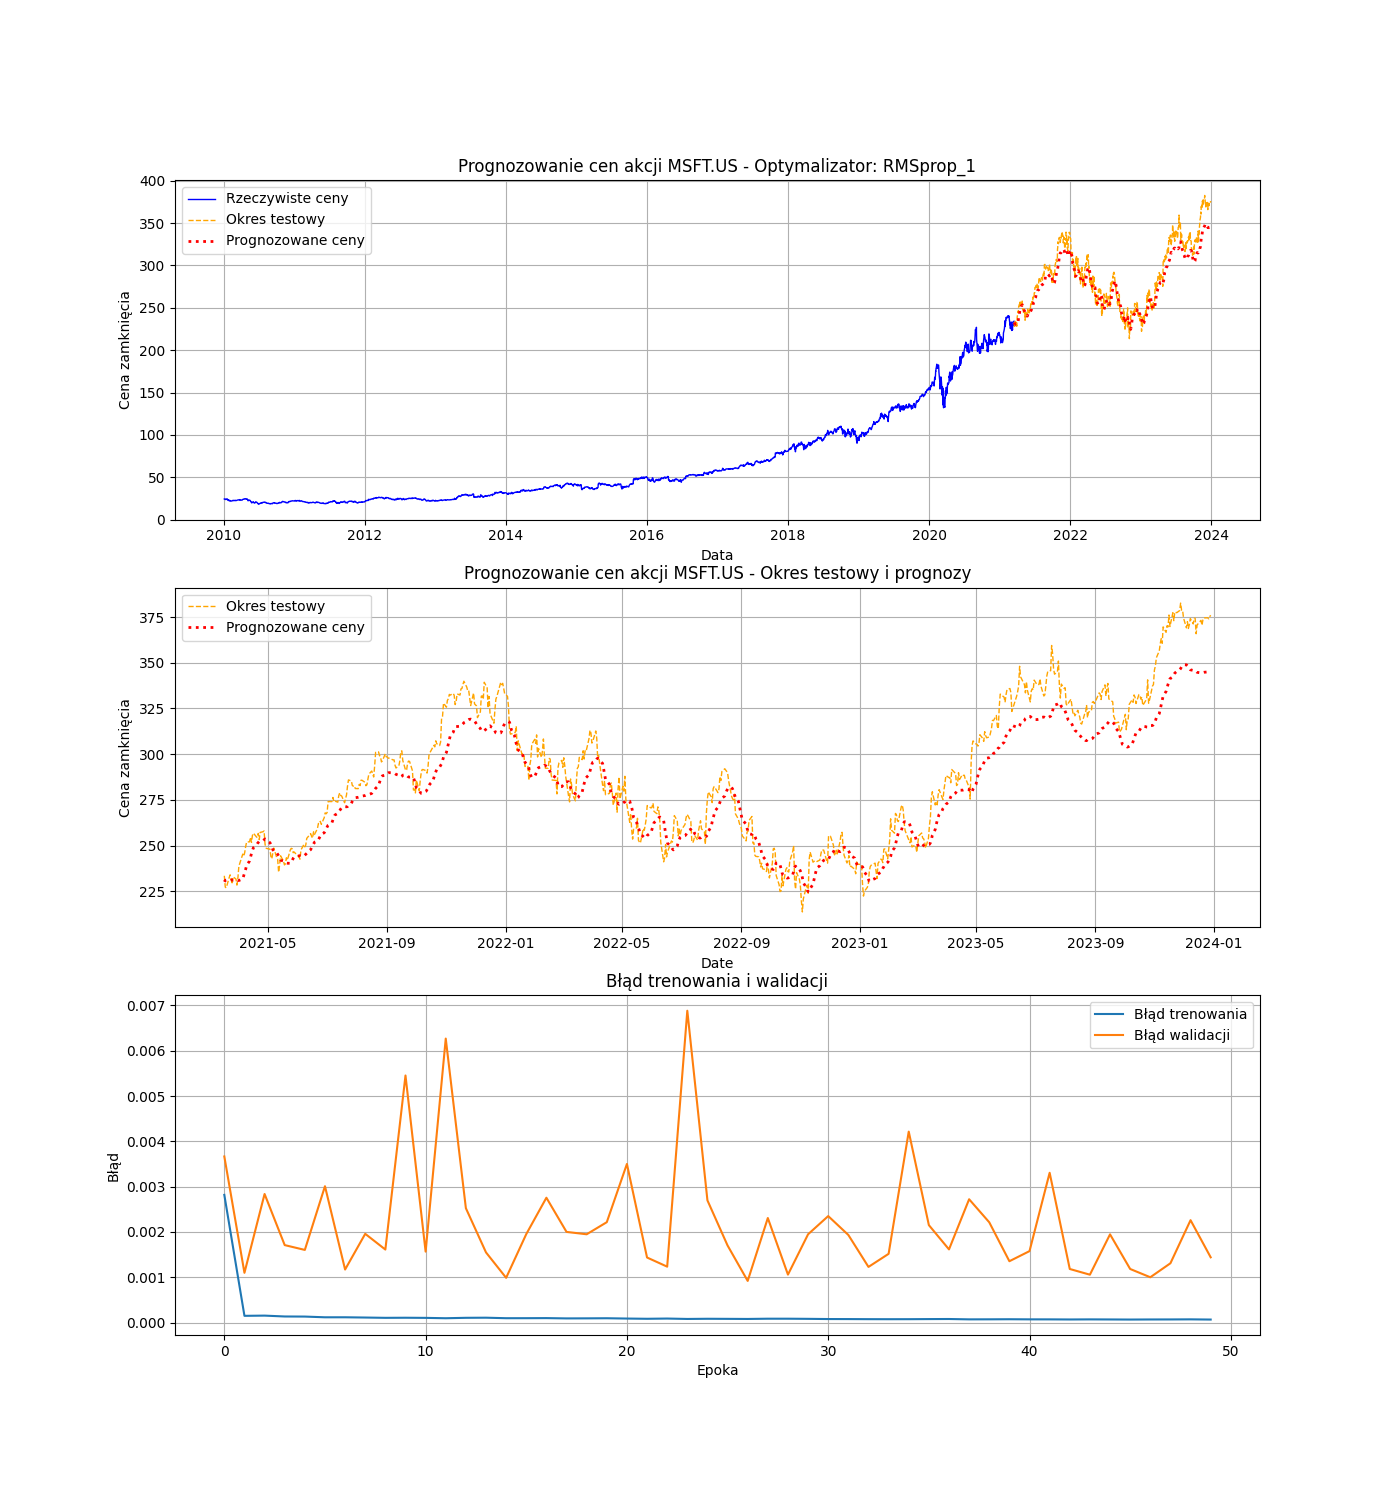 Prognozowanie cen akcji MSFT.US - Optymalizator: RMSprop_1
Rzeczywiste ceny
Okres testowy
Prognozowane ceny
Cena zamknięcia
400
350
300
250
200
150
100
50
0
2010 2012 2014 2016 2018 2020 2022 2024
Data
Prognozowanie cen akcji MSFT.US - Okres testowy i prognozy
Okres testowy
Prognozowane ceny
Cena zamknięcia
375
350
325
300
275
250
225
2021-05 2021-09 2022-01 2022-05 2022-09 2023-01 2023-05 2023-09 2024-01
Date
Błąd trenowania i walidacji
Błąd trenowania
Błąd walidacji
Błąd
0.007
0.006
0.005
0.004
0.003
0.002
0.001
0.000
0 10 20 30 40 50
Epoka